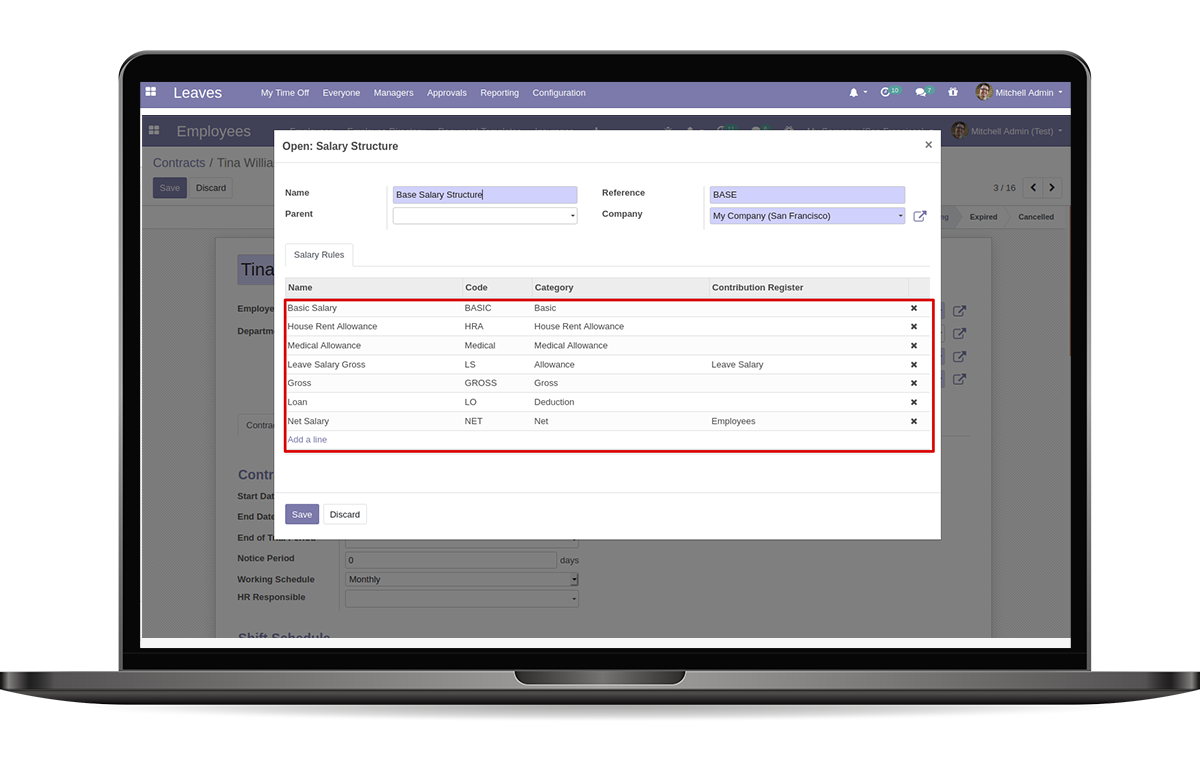 Leaves My Time Off Everyone Managers Approvals Reporting Configuration 10 7 Mitchell Admin
Employees Mitchell Admin (Test)
Open: Salary Structure ×
Contracts / Tina Willia
Save Discard 3 / 16
Name Base Salary Structure Reference BASE
Parent Company My Company (San Francisco)
ng Expired Cancelled
Salary Rules
Tina
Name Code Category Contribution Register
Basic Salary BASIC Basic
House Rent Allowance HRA House Rent Allowance
Medical Allowance Medical Medical Allowance
Leave Salary Gross LS Allowance Leave Salary
Gross GROSS Gross
Loan LO Deduction
Net Salary NET Net Employees
Add a line
Employe
Departm
Contrac
Contr
Start Dat
End Date
Save Discard
End of Trial Period
Notice Period 0 days
Working Schedule Monthly
HR Responsible
Shift Schedule